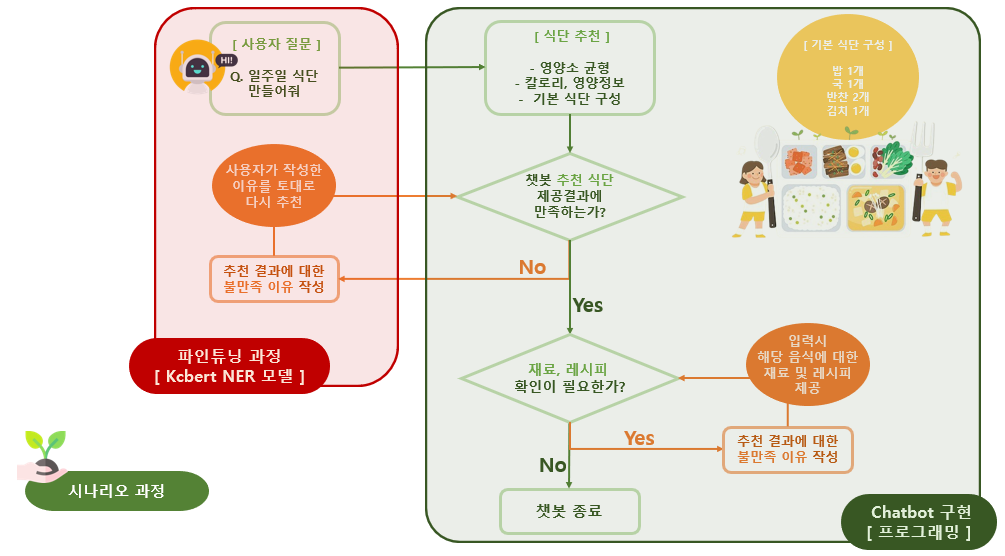 [ 사용자 질문 ]
HI!
Q. 일주일 식단
만들어줘
[ 식단 추천 ]
- 영양소 균형
- 칼로리, 영양정보
- 기본 식단 구성
[ 기본 식단 구성 ]
밥 1개
국 1개
반찬 2개
김치 1개
사용자가 작성한
이유를 토대로
다시 추천
챗봇 추천 식단
제공결과에
만족하는가?
추천 결과에 대한
불만족 이유 작성
No
Yes
파인튜닝 과정
[ Kcbert NER 모델 ]
재료, 레시피
확인이 필요한가?
입력시
해당 음식에 대한
재료 및 레시피
제공
Yes
추천 결과에 대한
불만족 이유 작성
No
시나리오 과정
챗봇 종료
Chatbot 구현
[ 프로그래밍 ]